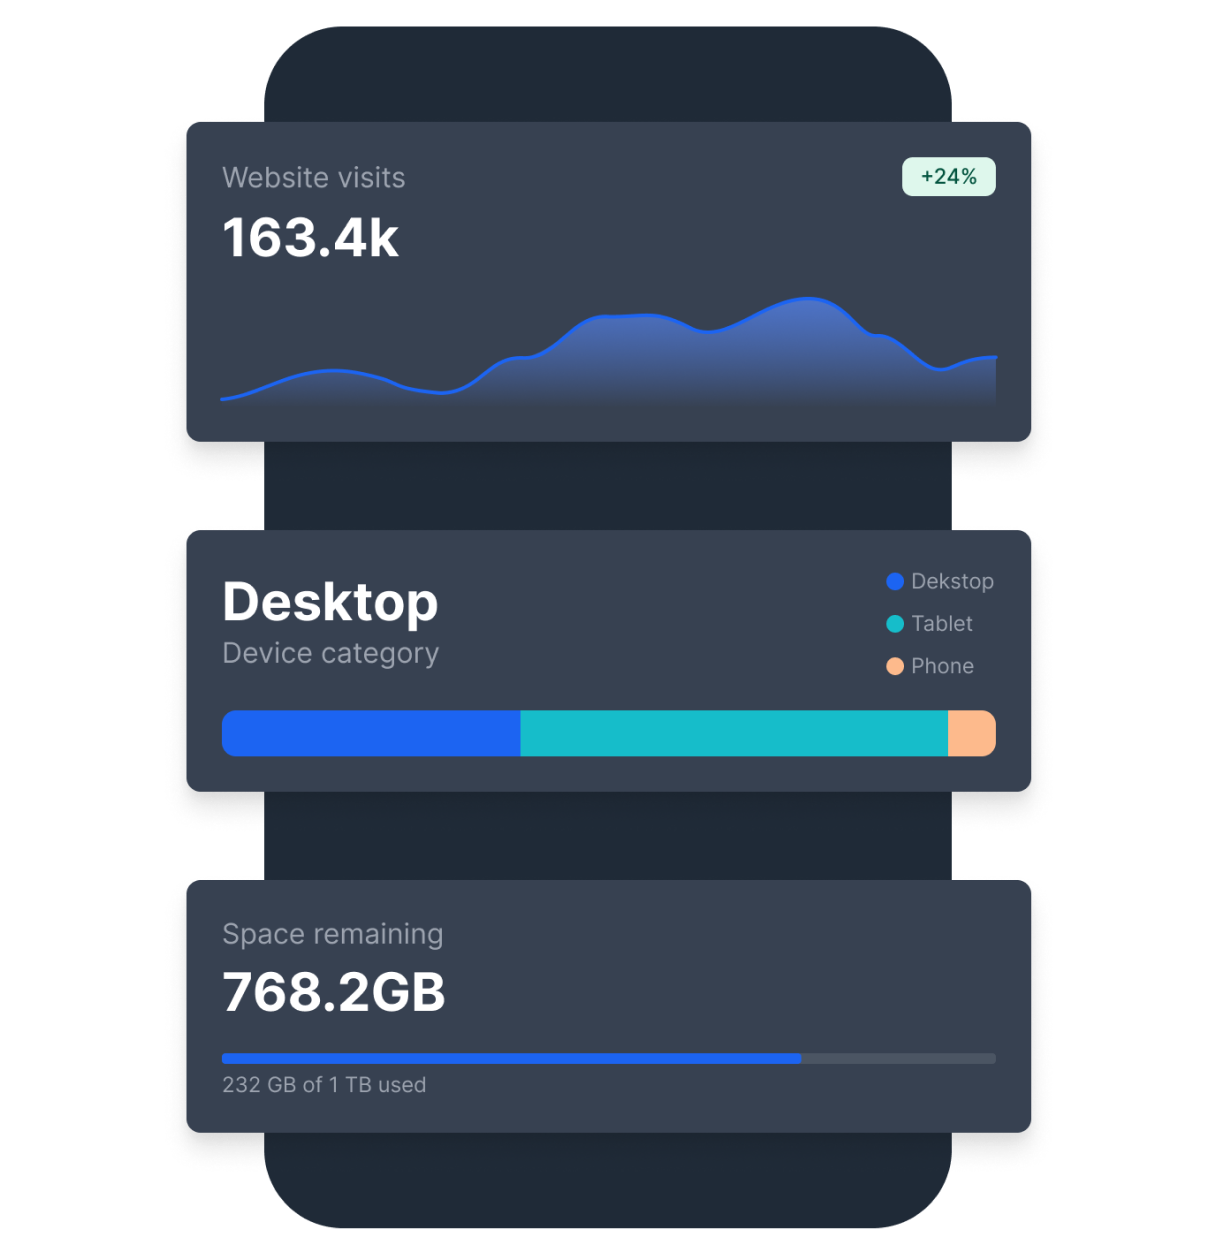 Website visits
+24%
163.4k
Desktop
Device category
Dekstop
Tablet
Phone
Space remaining
768.2GB
232 GB of 1 TB used